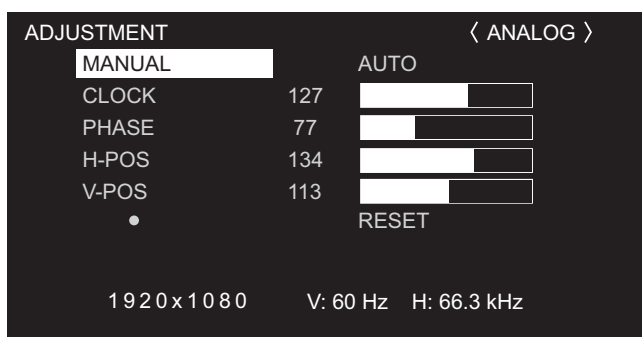 ADJUSTMENT 〈 ANALOG 〉
MANUAL AUTO
CLOCK 127
PHASE 77
H-POS 134
V-POS 113
● RESET
1920x1080 V: 60 Hz H: 66.3 kHz